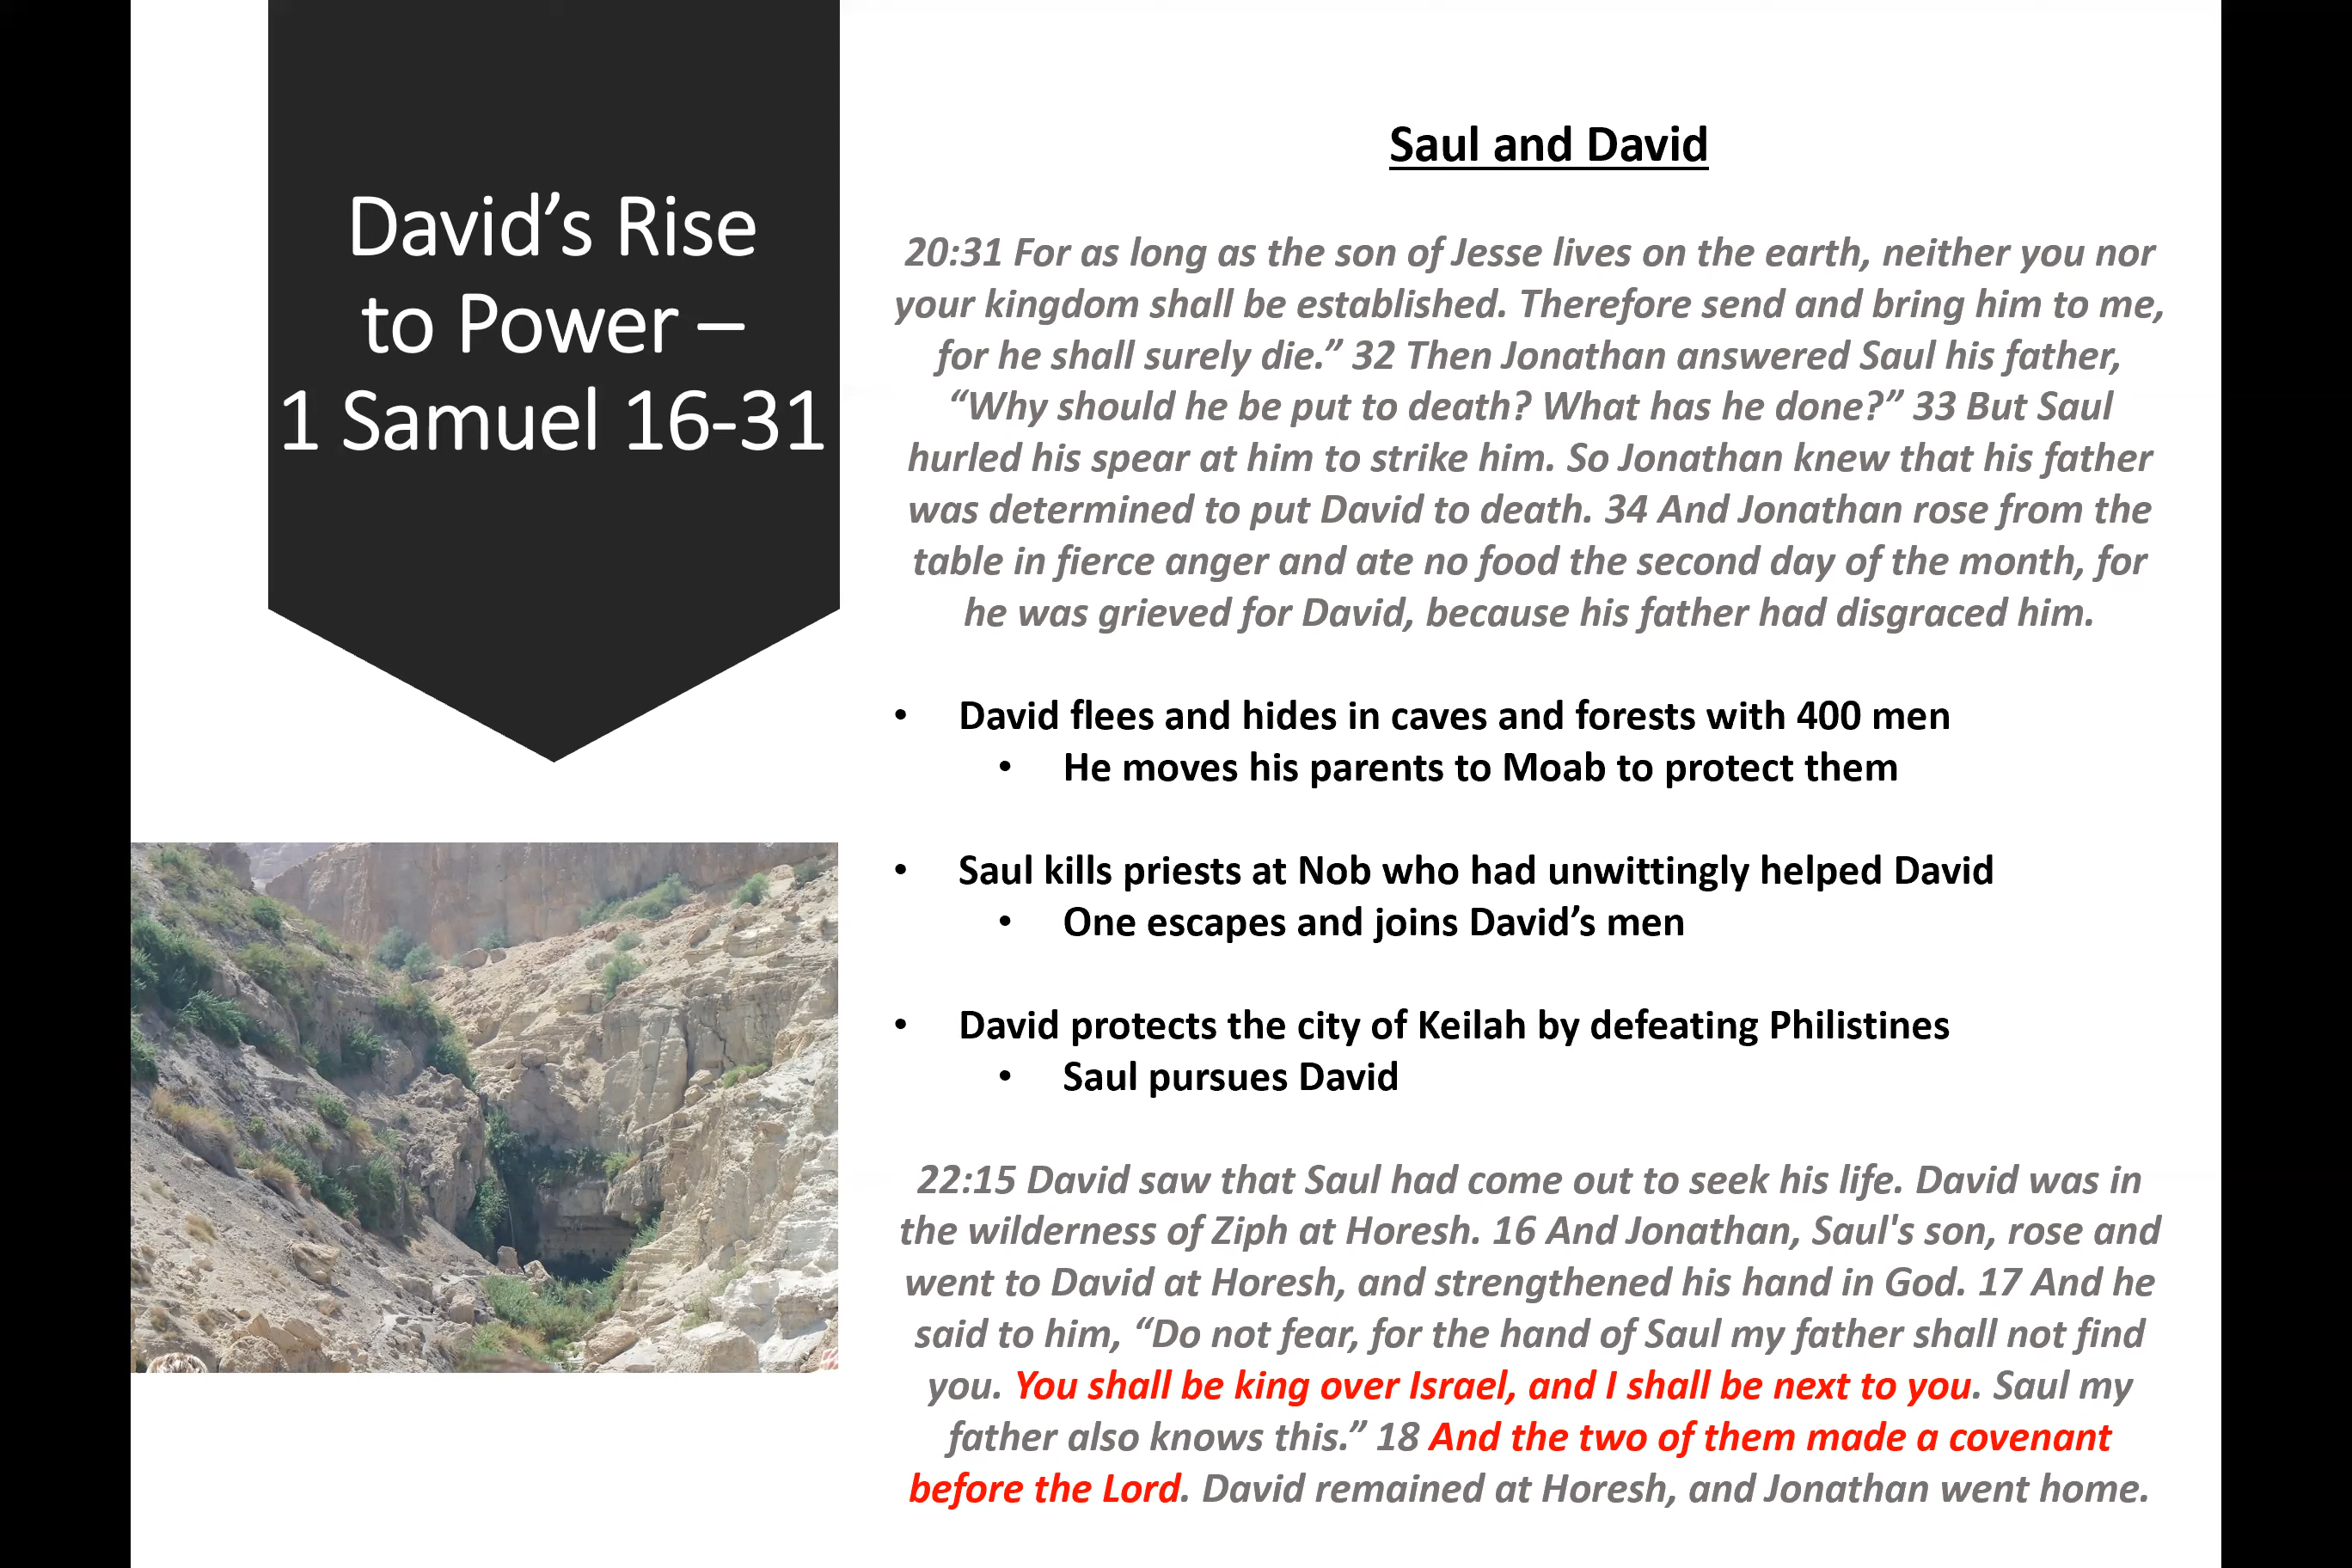 David’s Rise
to Power –
1 Samuel 16-31
Saul and David
20:31 For as long as the son of Jesse lives on the earth, neither you nor
your kingdom shall be established. Therefore send and bring him to me,
for he shall surely die.” 32 Then Jonathan answered Saul his father,
“Why should he be put to death? What has he done?” 33 But Saul
hurled his spear at him to strike him. So Jonathan knew that his father
was determined to put David to death. 34 And Jonathan rose from the
table in fierce anger and ate no food the second day of the month, for
he was grieved for David, because his father had disgraced him.
• David flees and hides in caves and forests with 400 men
• He moves his parents to Moab to protect them
• Saul kills priests at Nob who had unwittingly helped David
• One escapes and joins David’s men
• David protects the city of Keilah by defeating Philistines
• Saul pursues David
22:15 David saw that Saul had come out to seek his life. David was in
the wilderness of Ziph at Horesh. 16 And Jonathan, Saul's son, rose and
went to David at Horesh, and strengthened his hand in God. 17 And he
said to him, “Do not fear, for the hand of Saul my father shall not find
you. You shall be king over Israel, and I shall be next to you. Saul my
father also knows this.” 18 And the two of them made a covenant
before the Lord. David remained at Horesh, and Jonathan went home.